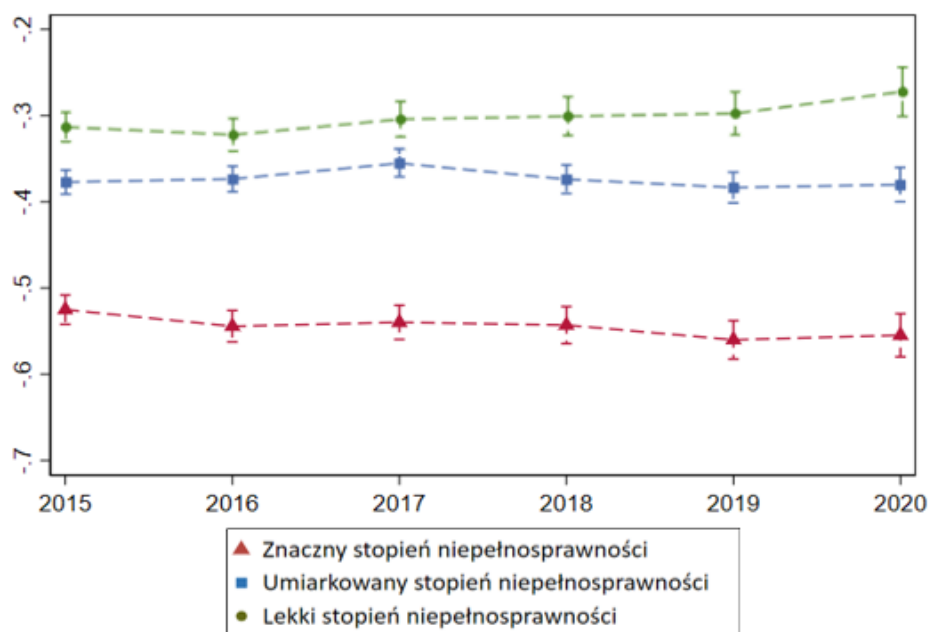 -.2
-.3
-.4
-.5
-.6
-.7
2015 2016 2017 2018 2019 2020
Znaczny stopień niepełnosprawności
Umiarkowany stopień niepełnosprawności
Lekki stopień niepełnosprawności